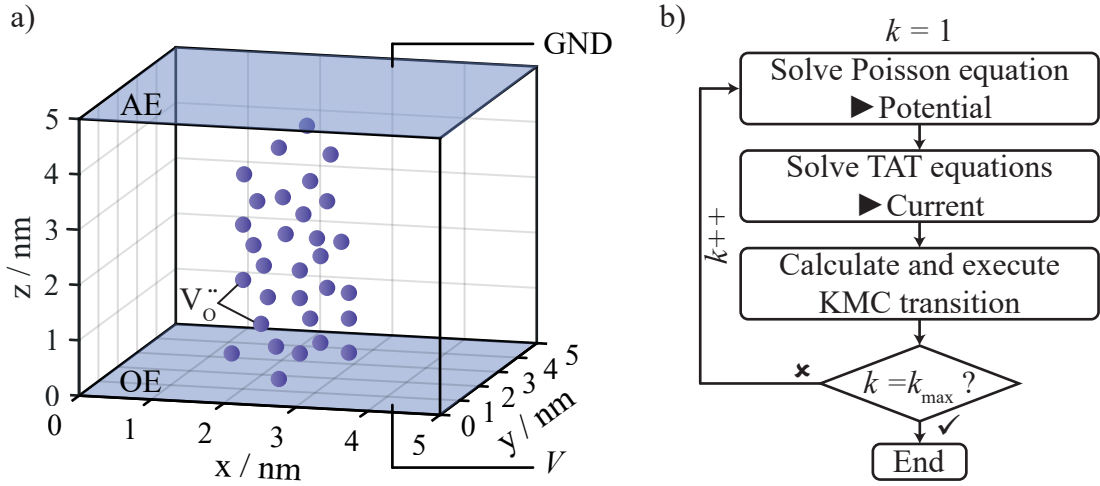 a)
GND
AE
5
4
3
2
1
0
z / nm
V_O^¨
OE
0
1
2
3
4
5
x / nm
0
1
2
3
4
5
y / nm
V
b)
k = 1
Solve Poisson equation
►Potential
Solve TAT equations
►Current
Calculate and execute
KMC transition
k++
✘
k =k_max ?
✓
End